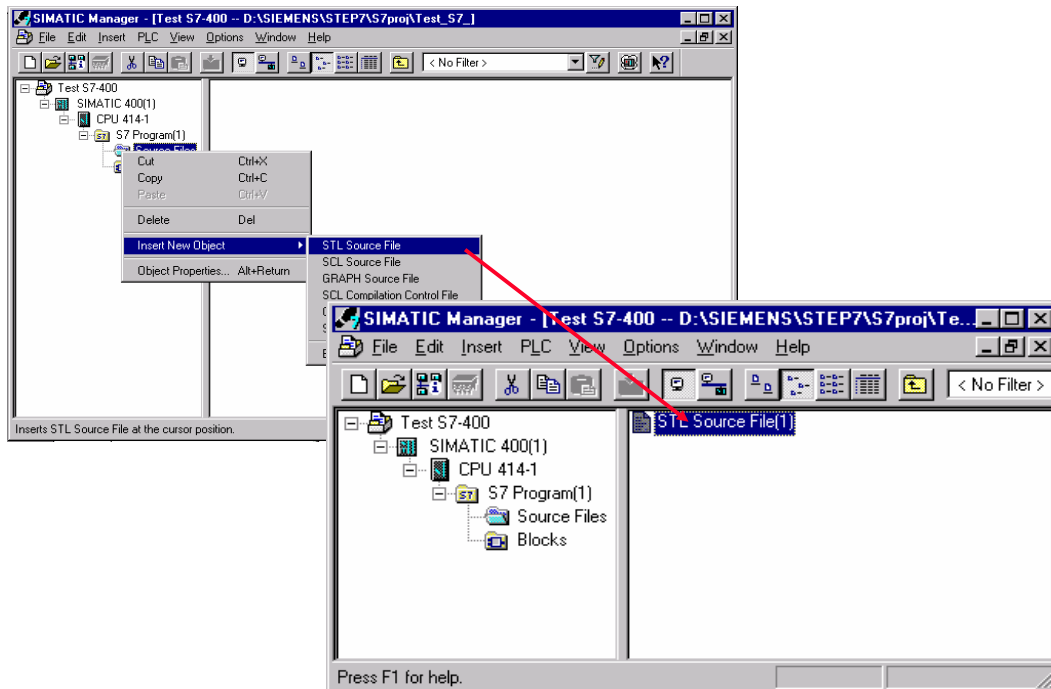 SIMATIC Manager - [Test S7-400 -- D:\SIEMENS\STEP7\S7proj\Test_S7_]
File Edit Insert PLC View Options Window Help
< No Filter >
Test S7-400
SIMATIC 400(1)
CPU 414-1
S7 Program(1)
Source Files
Cut Ctrl+X
Copy Ctrl+C
Paste Ctrl+V
Delete Del
Insert New Object
Object Properties... Alt+Return
STL Source File
SCL Source File
GRAPH Source File
SCL Compilation Control File
Inserts STL Source File at the cursor position.
SIMATIC Manager - [Test S7-400 -- D:\SIEMENS\STEP7\S7proj\Te...
File Edit Insert PLC View Options Window Help
< No Filter >
Test S7-400
SIMATIC 400(1)
CPU 414-1
S7 Program(1)
Source Files
Blocks
STL Source File(1)
Press F1 for help.